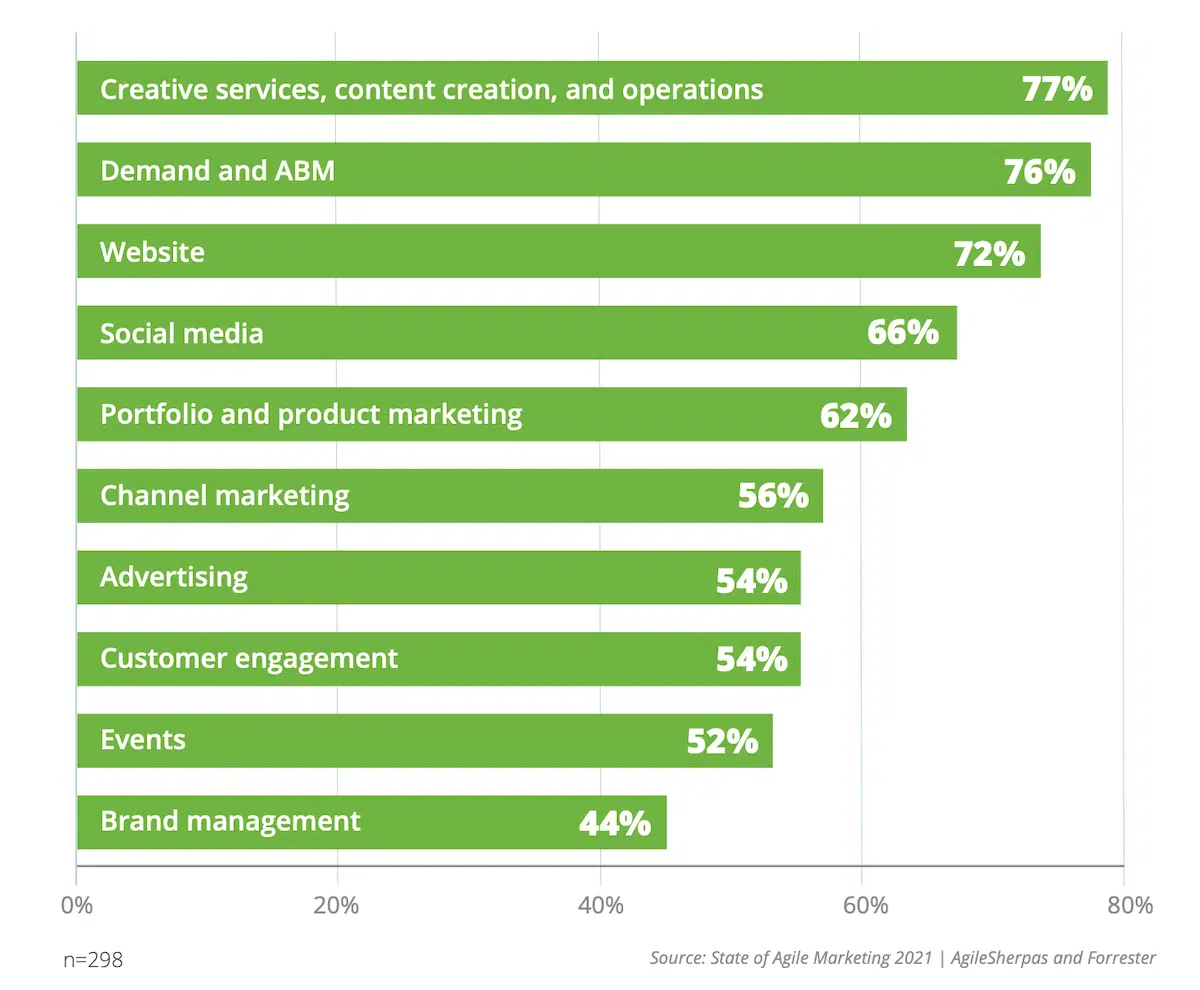 Creative services, content creation, and operations 77%
Demand and ABM 76%
Website 72%
Social media 66%
Portfolio and product marketing 62%
Channel marketing 56%
Advertising 54%
Customer engagement 54%
Events 52%
Brand management 44%
0% 20% 40% 60% 80%
n=298 Source: State of Agile Marketing 2021 | AgileSherpas and Forrester